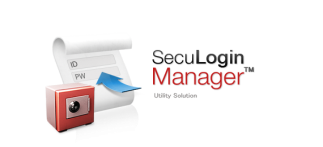 ID
PW
SecuLogin
Manager™
Utility Solution